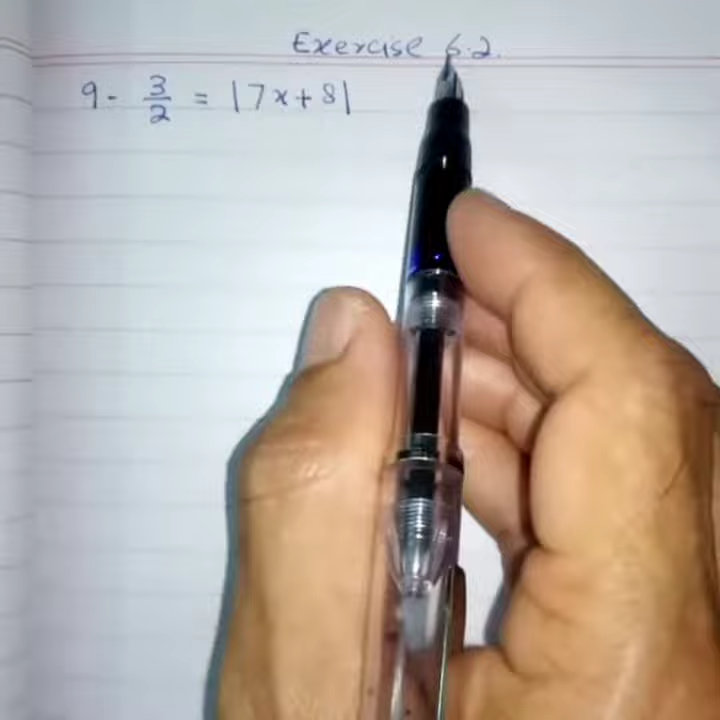 Exercise 6.2.
9 - 3/2 = |7x+8|